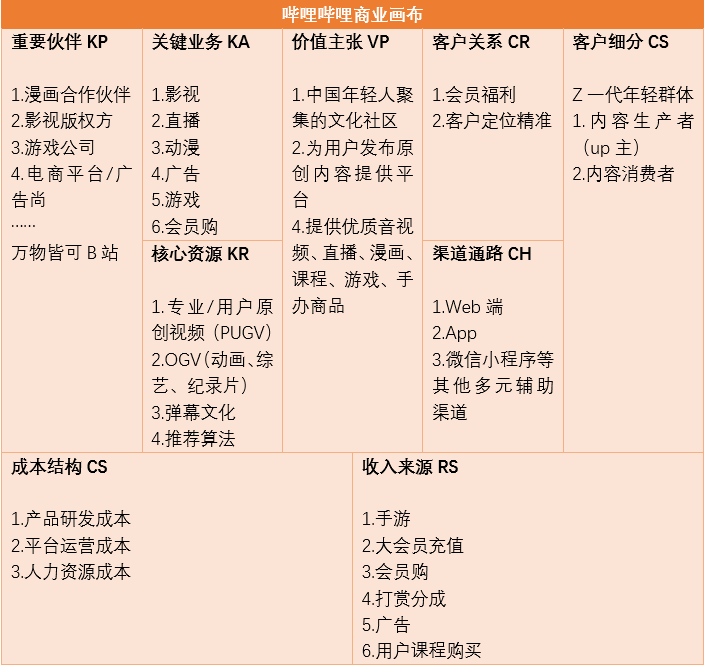 哔哩哔哩商业画布
重要伙伴 KP
1.漫画合作伙伴
2.影视版权方
3.游戏公司
4.电商平台/广
告尚
……
万物皆可 B 站
关键业务 KA
1.影视
2.直播
3.动漫
4.广告
5.游戏
6.会员购
核心资源 KR
1.专业/用户原
创视频（PUGV）
2.OGV（动画、综
艺、纪录片）
3.弹幕文化
4.推荐算法
价值主张 VP
1.中国年轻人聚
集的文化社区
2.为用户发布原
创内容提供平
台
4.提供优质音视
频、直播、漫画、
课程、游戏、手
办商品
客户关系 CR
1.会员福利
2.客户定位精准
渠道通路 CH
1.Web 端
2.App
3.微信小程序等
其他多元辅助
渠道
客户细分 CS
Z 一代年轻群体
1.内容生产者
（up 主）
2.内容消费者
成本结构 CS
1.产品研发成本
2.平台运营成本
3.人力资源成本
收入来源 RS
1.手游
2.大会员充值
3.会员购
4.打赏分成
5.广告
6.用户课程购买